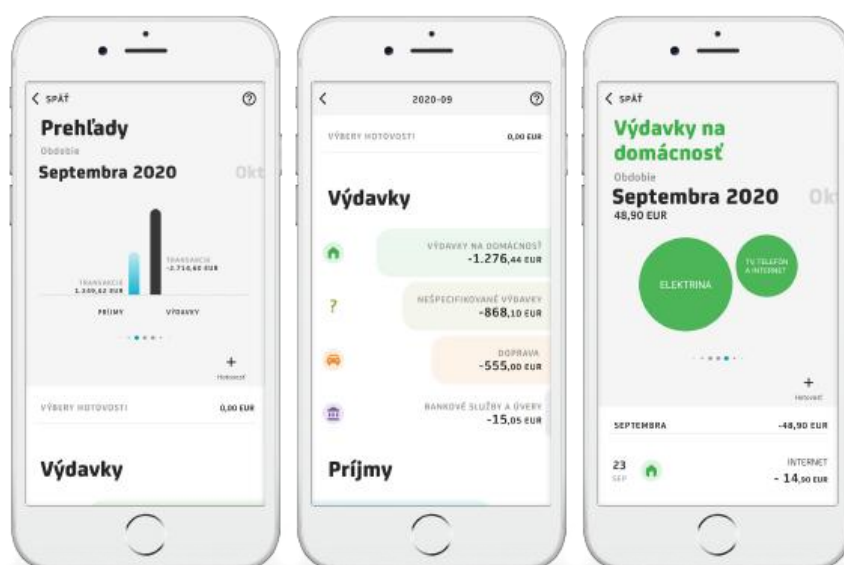 SPÄŤ
Prehľady
Obdobie
Septembra 2020
Okt
TRANSAKCIE
-2.714,60 EUR
TRANSAKCIE
1.349,62 EUR
PRÍJMY
VÝDAVKY
+
Hotovosť
VÝBERY HOTOVOSTI
0,00 EUR
Výdavky
2020-09
VÝBERY HOTOVOSTI
0,00 EUR
Výdavky
VÝDAVKY NA DOMÁCNOSŤ
-1.276,44 EUR
?
NEŠPECIFIKOVANÉ VÝDAVKY
-868,10 EUR
DOPRAVA
-555,00 EUR
BANKOVÉ SLUŽBY A ÚVERY
-15,05 EUR
Príjmy
SPÄŤ
Výdavky na
domácnosť
Obdobie
Septembra 2020
Ok
48,90 EUR
ELEKTRINA
TV TELEFÓN
A INTERNET
+
Hotovosť
SEPTEMBRA
-48,90 EUR
23
SEP
INTERNET
- 14,90 EUR